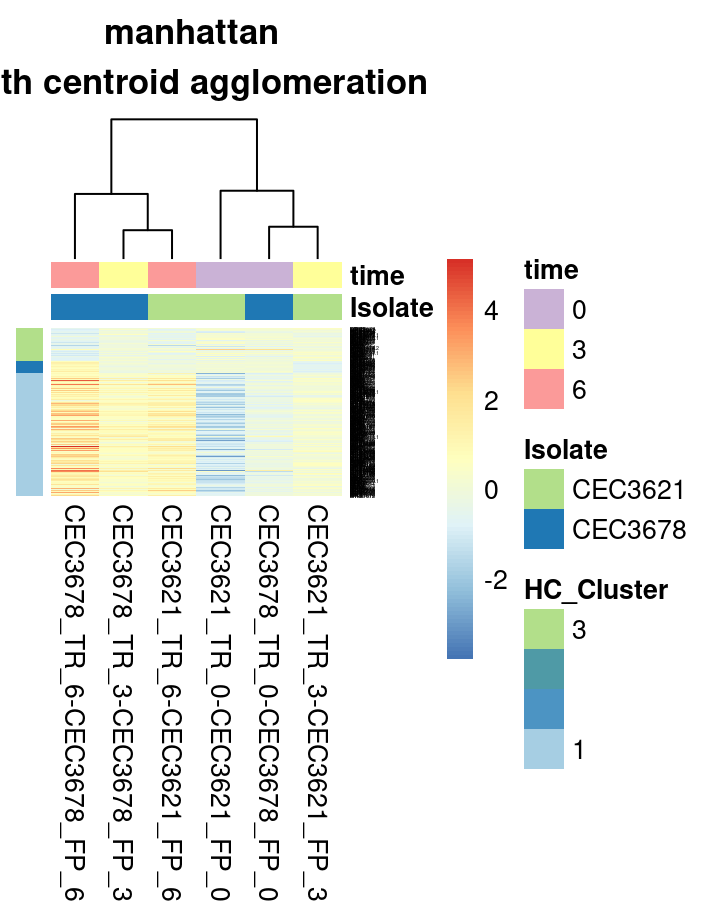 manhattan
th centroid agglomeration
time
Isolate
4
2
0
-2
time
0
3
6
Isolate
CEC3621
CEC3678
HC_Cluster
3
1
CEC3678_TR_6-CEC3678_FP_6
CEC3678_TR_3-CEC3678_FP_3
CEC3621_TR_6-CEC3621_FP_6
CEC3621_TR_0-CEC3621_FP_0
CEC3678_TR_0-CEC3678_FP_0
CEC3621_TR_3-CEC3621_FP_3